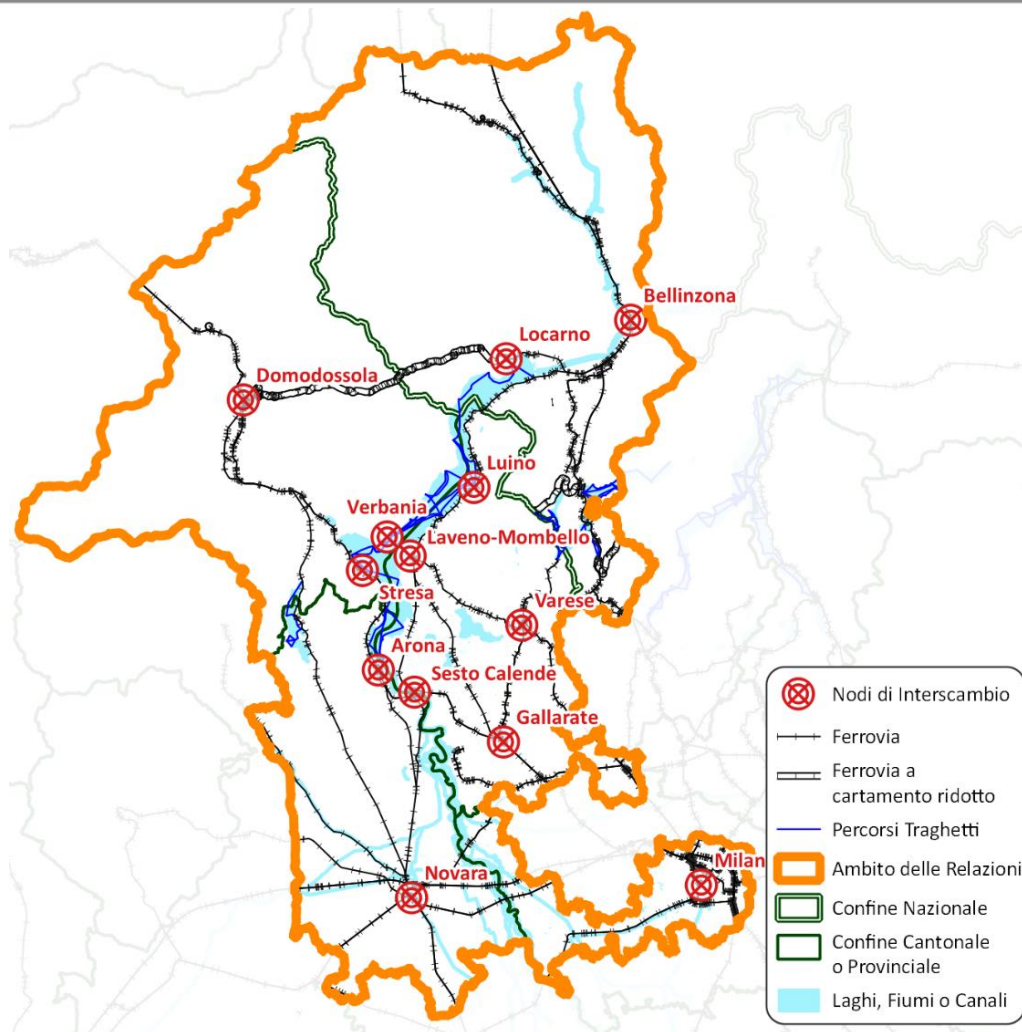 Bellinzona
Locarno
Domodossola
Luino
Verbania
Laveno-Mombello
Stresa
Varese
Arona
Sesto Calende
Gallarate
Novara
Milan
Nodi di Interscambio
Ferrovia
Ferrovia a
cartamento ridotto
Percorsi Traghetti
Ambito delle Relazioni
Confine Nazionale
Confine Cantonale
o Provinciale
Laghi, Fiumi o Canali